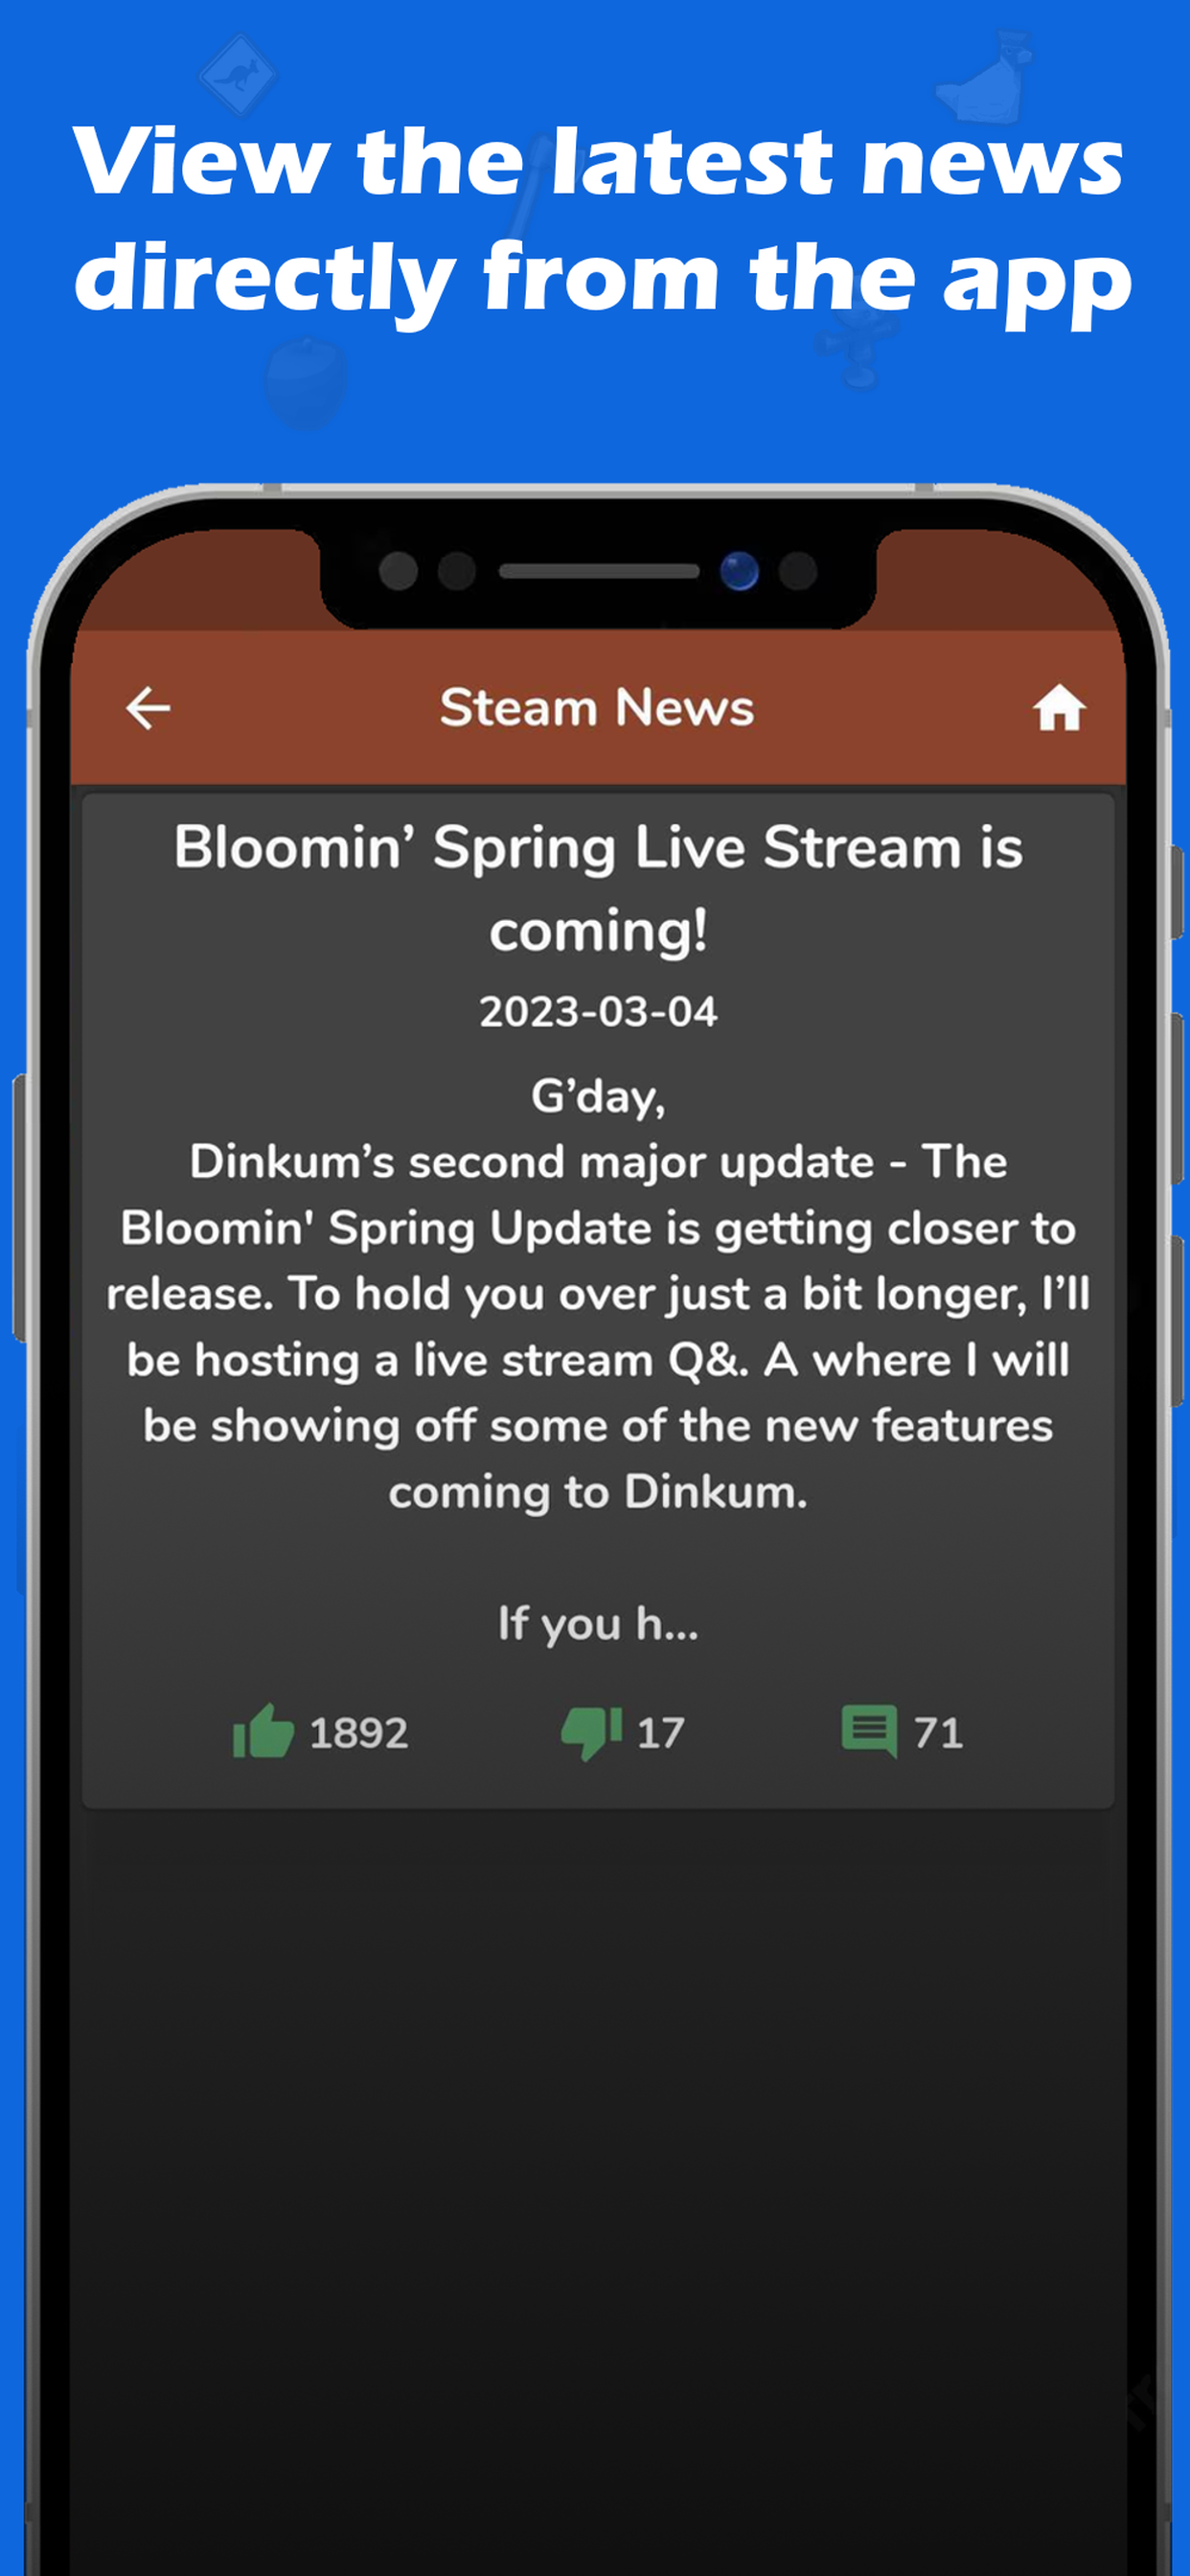 View the latest news
directly from the app
Steam News
Bloomin’ Spring Live Stream is
coming!
2023-03-04
G’day,
Dinkum’s second major update - The
Bloomin' Spring Update is getting closer to
release. To hold you over just a bit longer, I’ll
be hosting a live stream Q&. A where I will
be showing off some of the new features
coming to Dinkum.
If you h...
1892 17 71